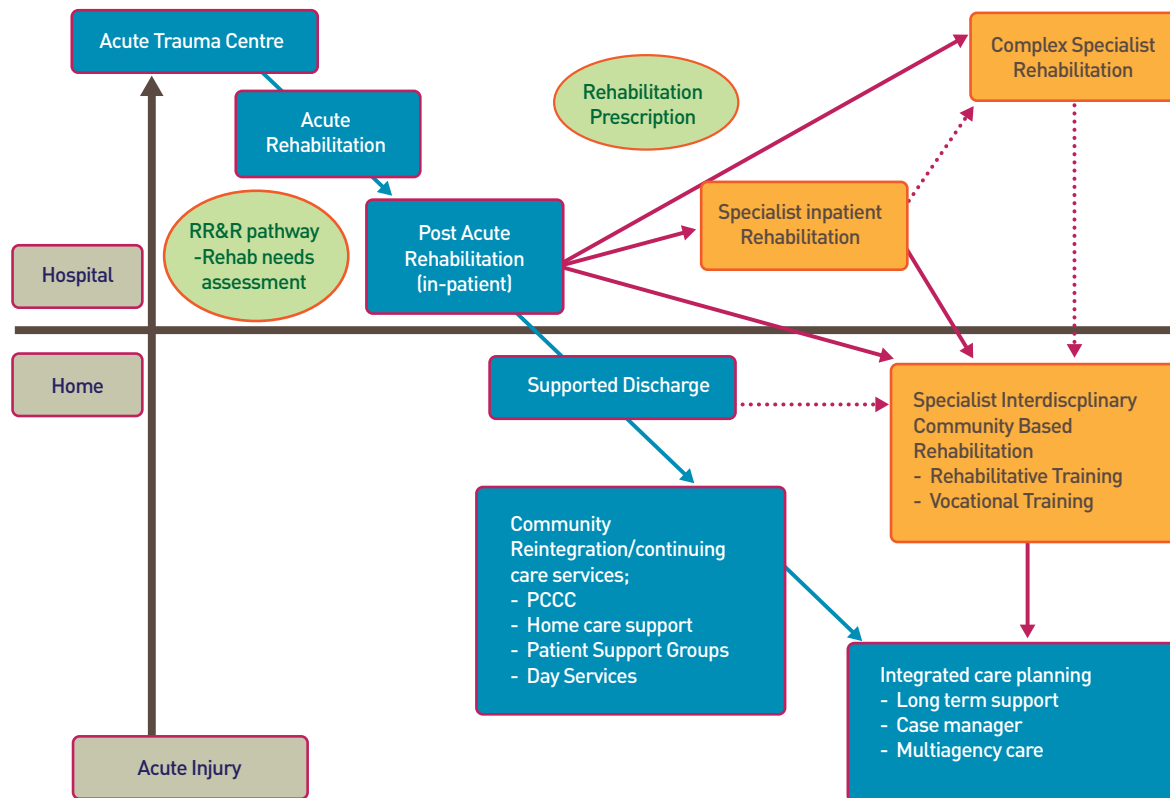 Acute Trauma Centre
Complex Specialist
Rehabilitation
Rehabilitation
Prescription
Acute
Rehabilitation
RR&R pathway
-Rehab needs
assessment
Post Acute
Rehabilitation
(in-patient)
Specialist inpatient
Rehabilitation
Hospital
Home
Supported Discharge
Specialist Interdiscplinary
Community Based
Rehabilitation
- Rehabilitative Training
- Vocational Training
Community
Reintegration/continuing
care services;
- PCCC
- Home care support
- Patient Support Groups
- Day Services
Integrated care planning
- Long term support
- Case manager
- Multiagency care
Acute Injury